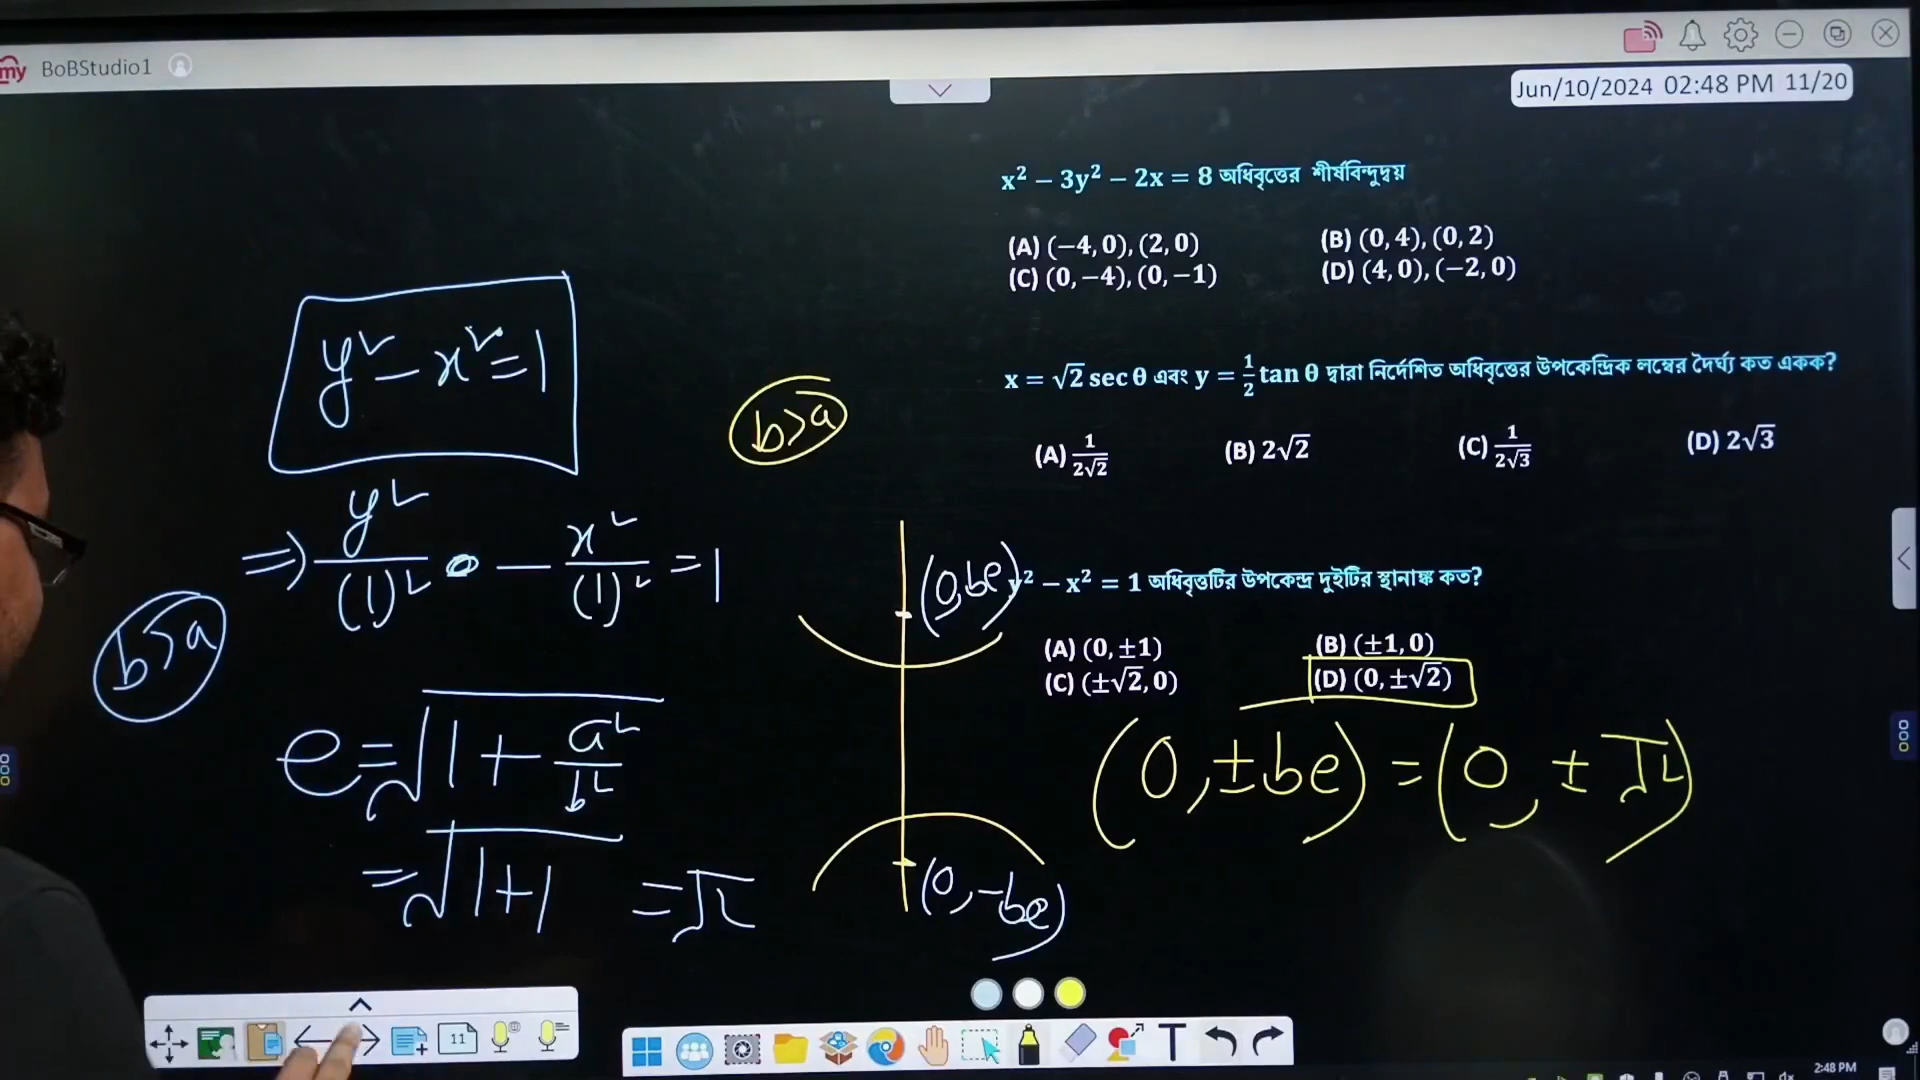 my BoBStudio1
Jun/10/2024 02:48 PM 11/20
x² − 3y² − 2x = 8 অধিবৃত্তের শীর্ষবিন্দুদ্বয়
(A) (−4, 0), (2, 0) (B) (0, 4), (0, 2)
(C) (0, −4), (0, −1) (D) (4, 0), (−2, 0)
x = √2 sec θ এবং y = 1/2 tan θ দ্বারা নির্দেশিত অধিবৃত্তের উপকেন্দ্রিক লম্বের দৈর্ঘ্য কত একক?
(A) 1/2√2 (B) 2√2 (C) 1/2√3 (D) 2√3
y² − x² = 1 অধিবৃত্তটির উপকেন্দ্র দুইটির স্থানাঙ্ক কত?
(A) (0, ±1) (B) (±1, 0)
(C) (±√2, 0) (D) (0, ±√2)
y² − x² = 1
b>a
⇒ y²/(1)² − x²/(1)² = 1
b>a
e = √1 + a²/b²
= √1+1 = √2
(0, be)
(0, −be)
(0, ±be) = (0, ± √2)
11
T
2:48 PM